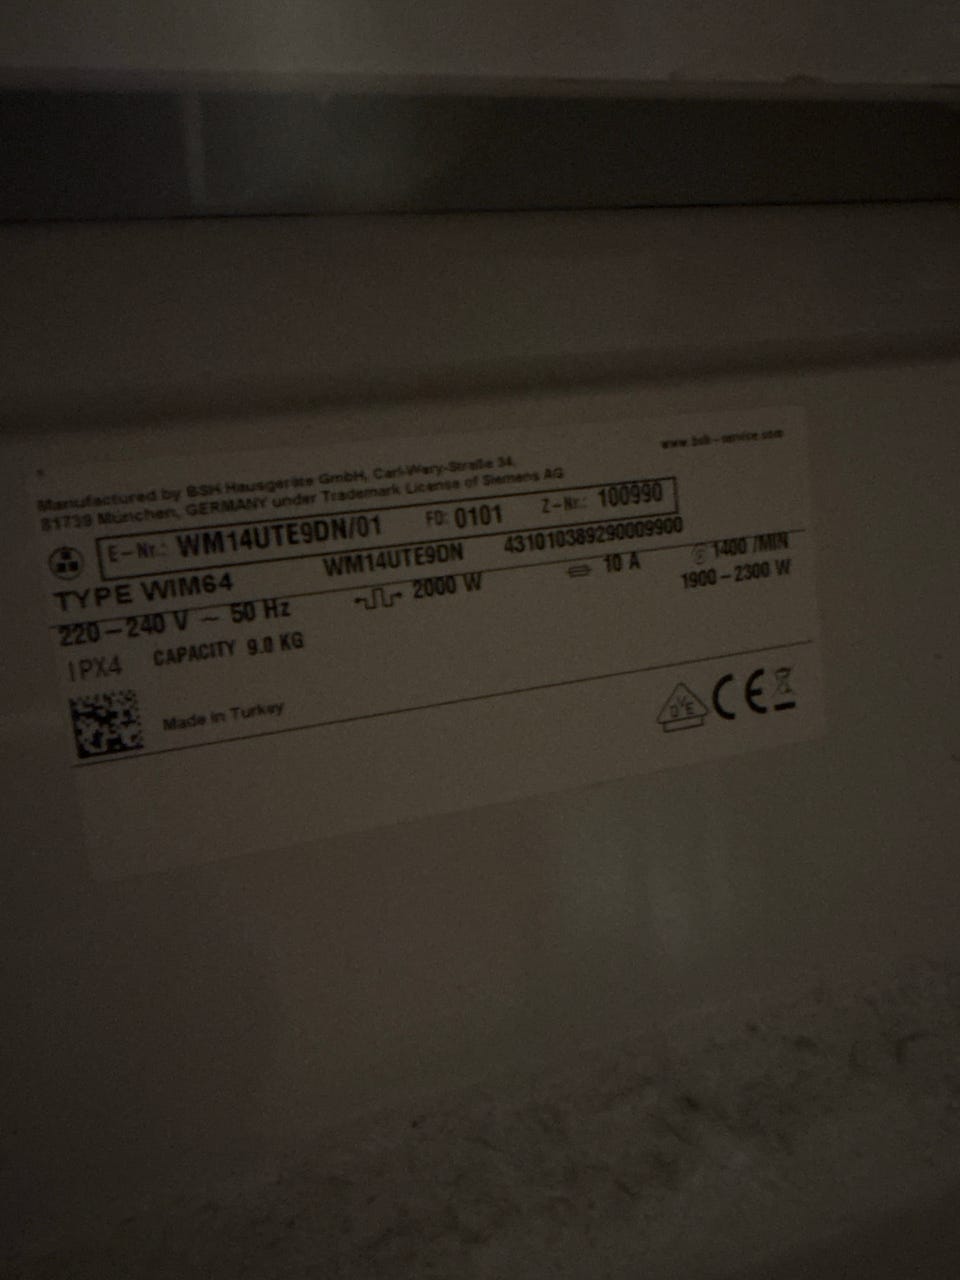 www.bsh-service.com
Manufactured by BSH Hausgeräte GmbH, Carl-Wery-Straße 34,
81739 München, GERMANY under Trademark License of Siemens AG
E-Nr.: WM14UTE9DN/01 FD: 0101 Z-Nr.: 100990
TYPE WIM64 WM14UTE9DN 431010389290009900
220-240 V ~ 50 Hz 2000 W 10 A 1400 /MIN
1900-2300 W
IPX4 CAPACITY 9.0 KG
Made in Turkey
DVE CE